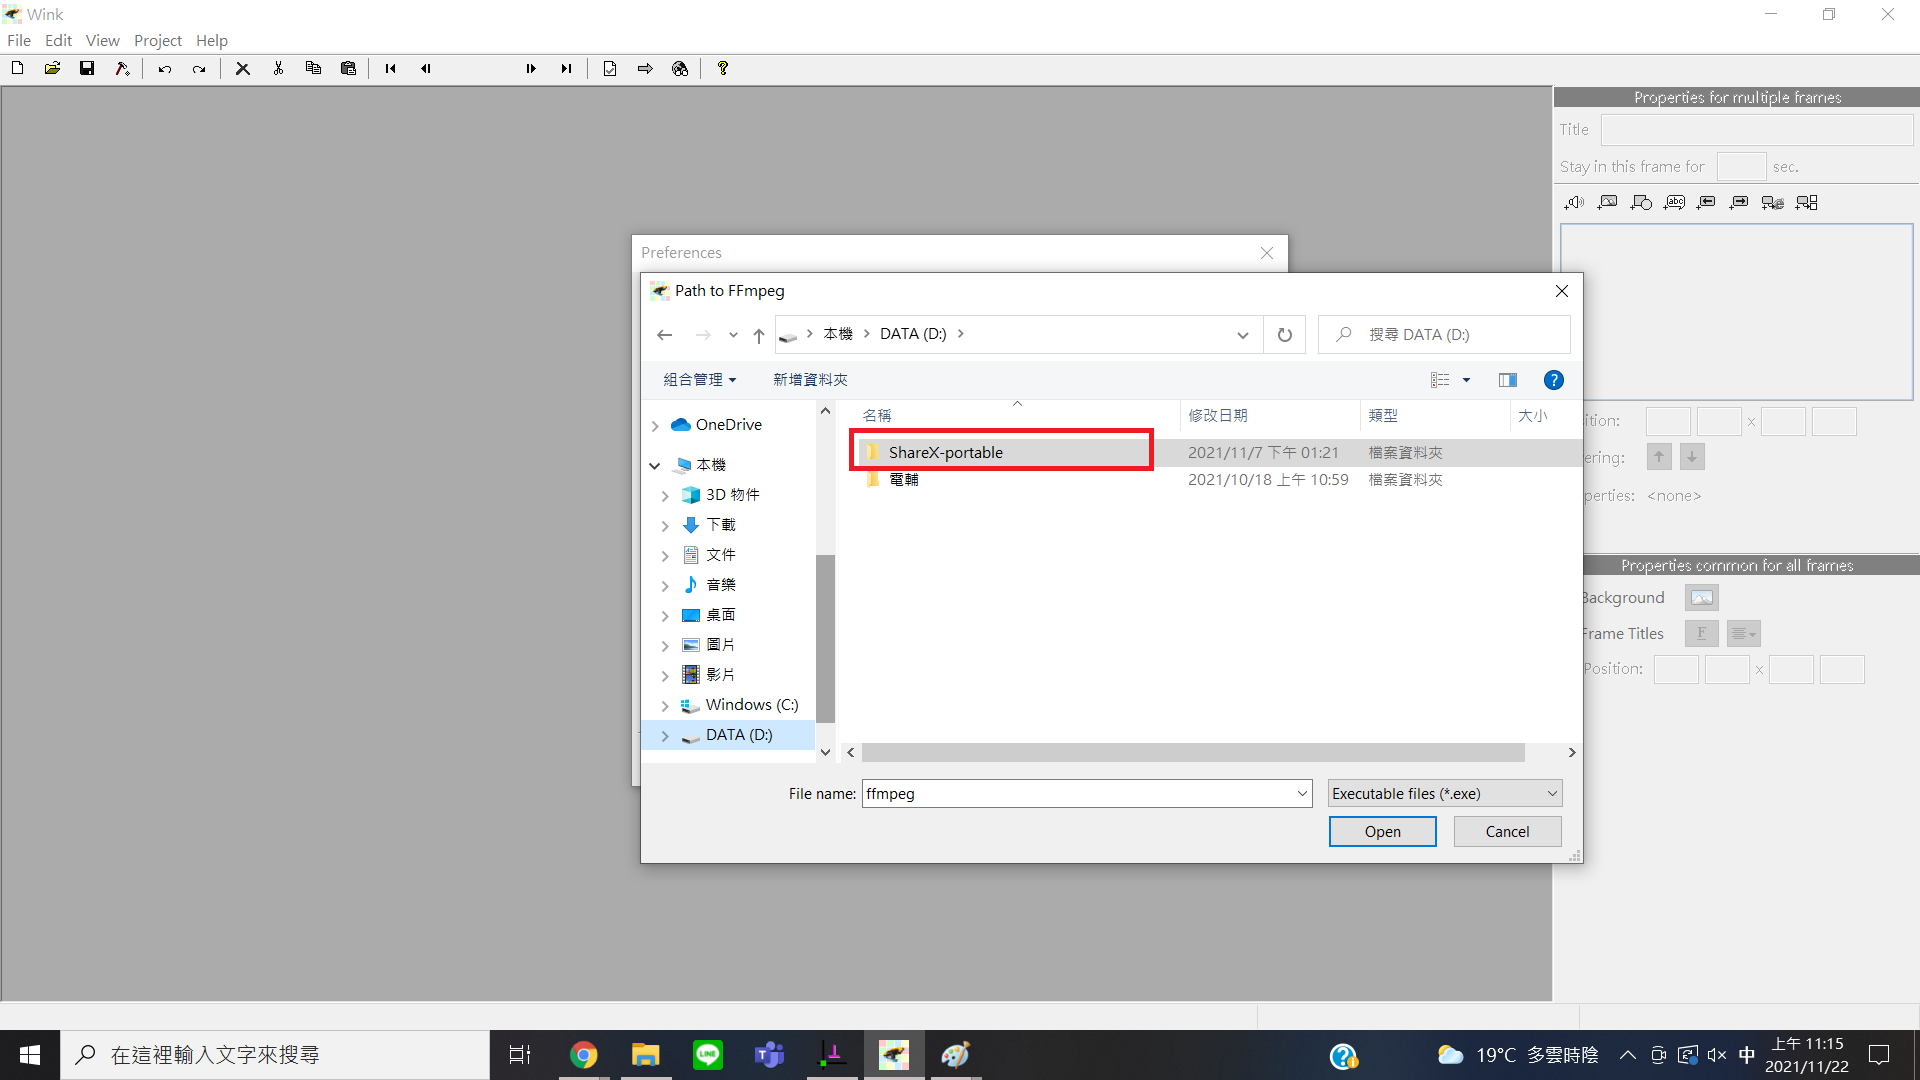 Wink
File Edit View Project Help
Properties for multiple frames
Title
Stay in this frame for sec.
Preferences
Path to FFmpeg
本機 DATA (D:)
搜尋 DATA (D:)
組合管理 新增資料夾
OneDrive
本機
3D 物件
下載
文件
音樂
桌面
圖片
影片
Windows (C:)
DATA (D:)
名稱 修改日期 類型 大小
ShareX-portable 2021/11/7 下午 01:21 檔案資料夾
電輔 2021/10/18 上午 10:59 檔案資料夾
File name: ffmpeg Executable files (*.exe)
Open Cancel
ition: x
ering:
perties: <none>
Properties common for all frames
Background
Frame Titles F
Position: x
在這裡輸入文字來搜尋
LINE
19°C 多雲時陰
中
上午 11:15
2021/11/22